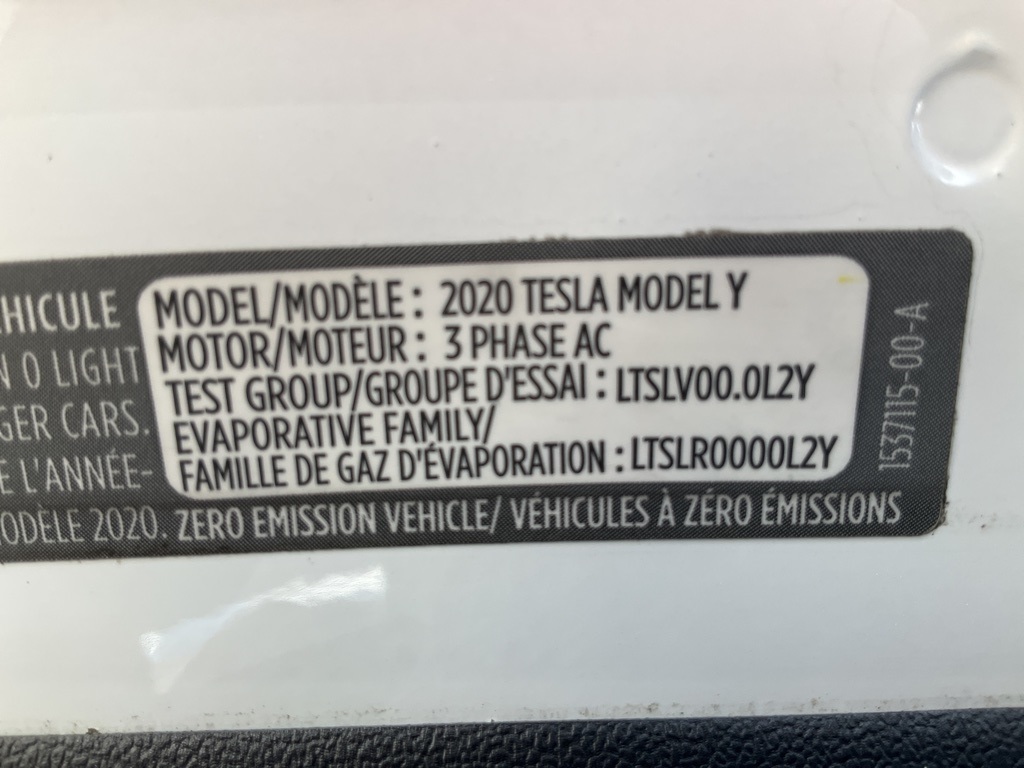 HICULE
N 0 LIGHT
GER CARS.
E L'ANNÉE-
ODÈLE 2020. ZERO EMISSION VEHICLE/ VÉHICULES À ZÉRO ÉMISSIONS
MODEL/MODÈLE : 2020 TESLA MODEL Y
MOTOR/MOTEUR : 3 PHASE AC
TEST GROUP/GROUPE D'ESSAI : LTSLV00.0L2Y
EVAPORATIVE FAMILY/
FAMILLE DE GAZ D'ÉVAPORATION : LTSLR0000L2Y
1537115-00-A